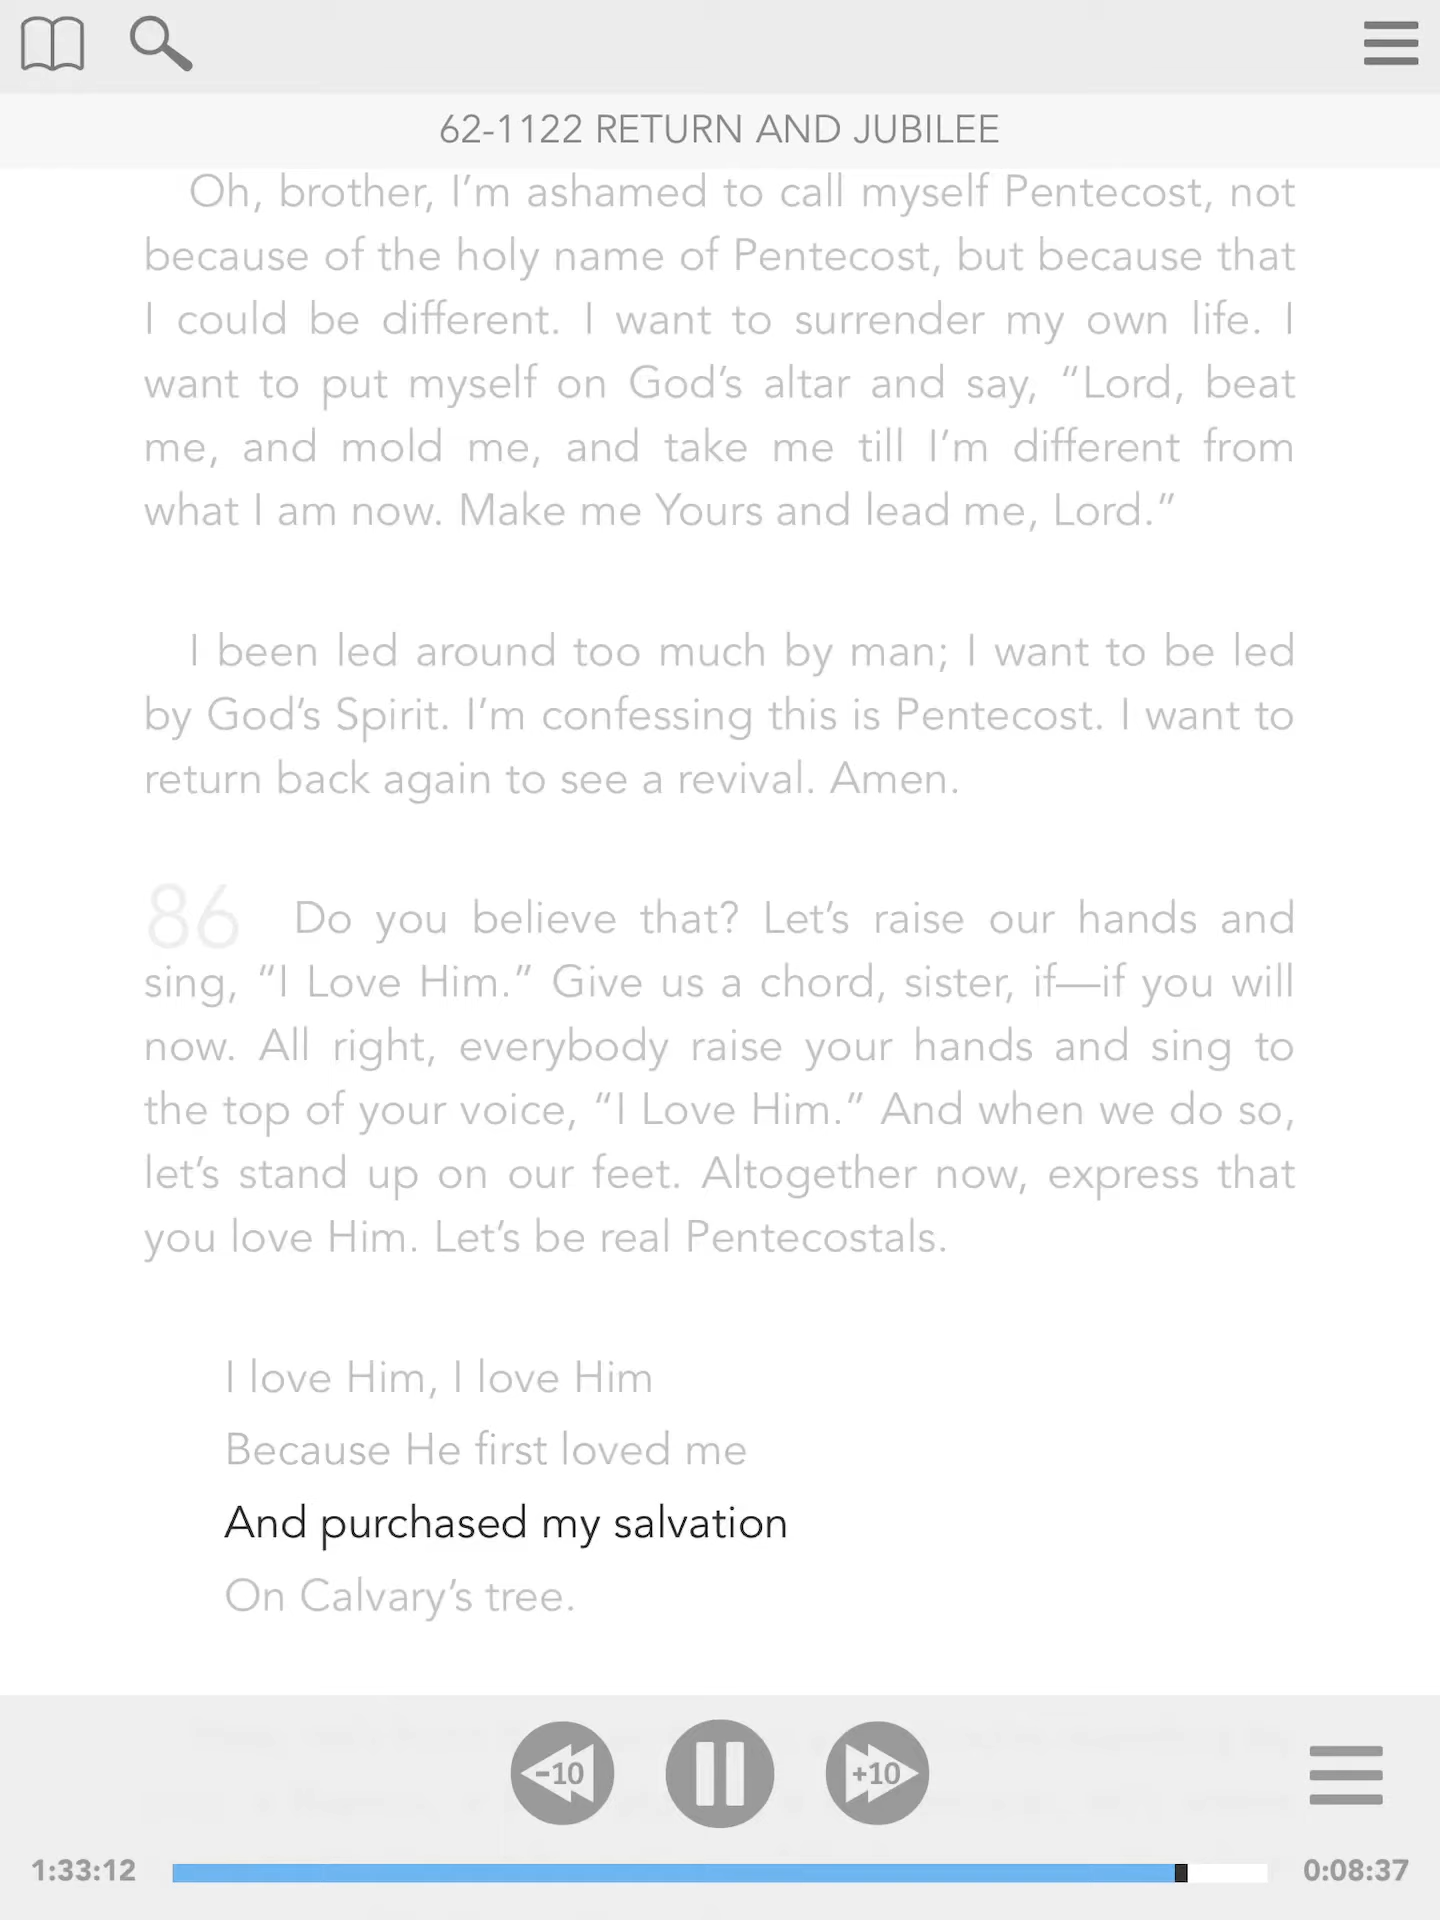 62-1122 RETURN AND JUBILEE
Oh, brother, I’m ashamed to call myself Pentecost, not
because of the holy name of Pentecost, but because that
I could be different. I want to surrender my own life. I
want to put myself on God’s altar and say, “Lord, beat
me, and mold me, and take me till I’m different from
what I am now. Make me Yours and lead me, Lord.”
I been led around too much by man; I want to be led
by God’s Spirit. I’m confessing this is Pentecost. I want to
return back again to see a revival. Amen.
86 Do you believe that? Let’s raise our hands and
sing, “I Love Him.” Give us a chord, sister, if—if you will
now. All right, everybody raise your hands and sing to
the top of your voice, “I Love Him.” And when we do so,
let’s stand up on our feet. Altogether now, express that
you love Him. Let’s be real Pentecostals.
I love Him, I love Him
Because He first loved me
And purchased my salvation
On Calvary’s tree.
-10 +10
1:33:12 0:08:37